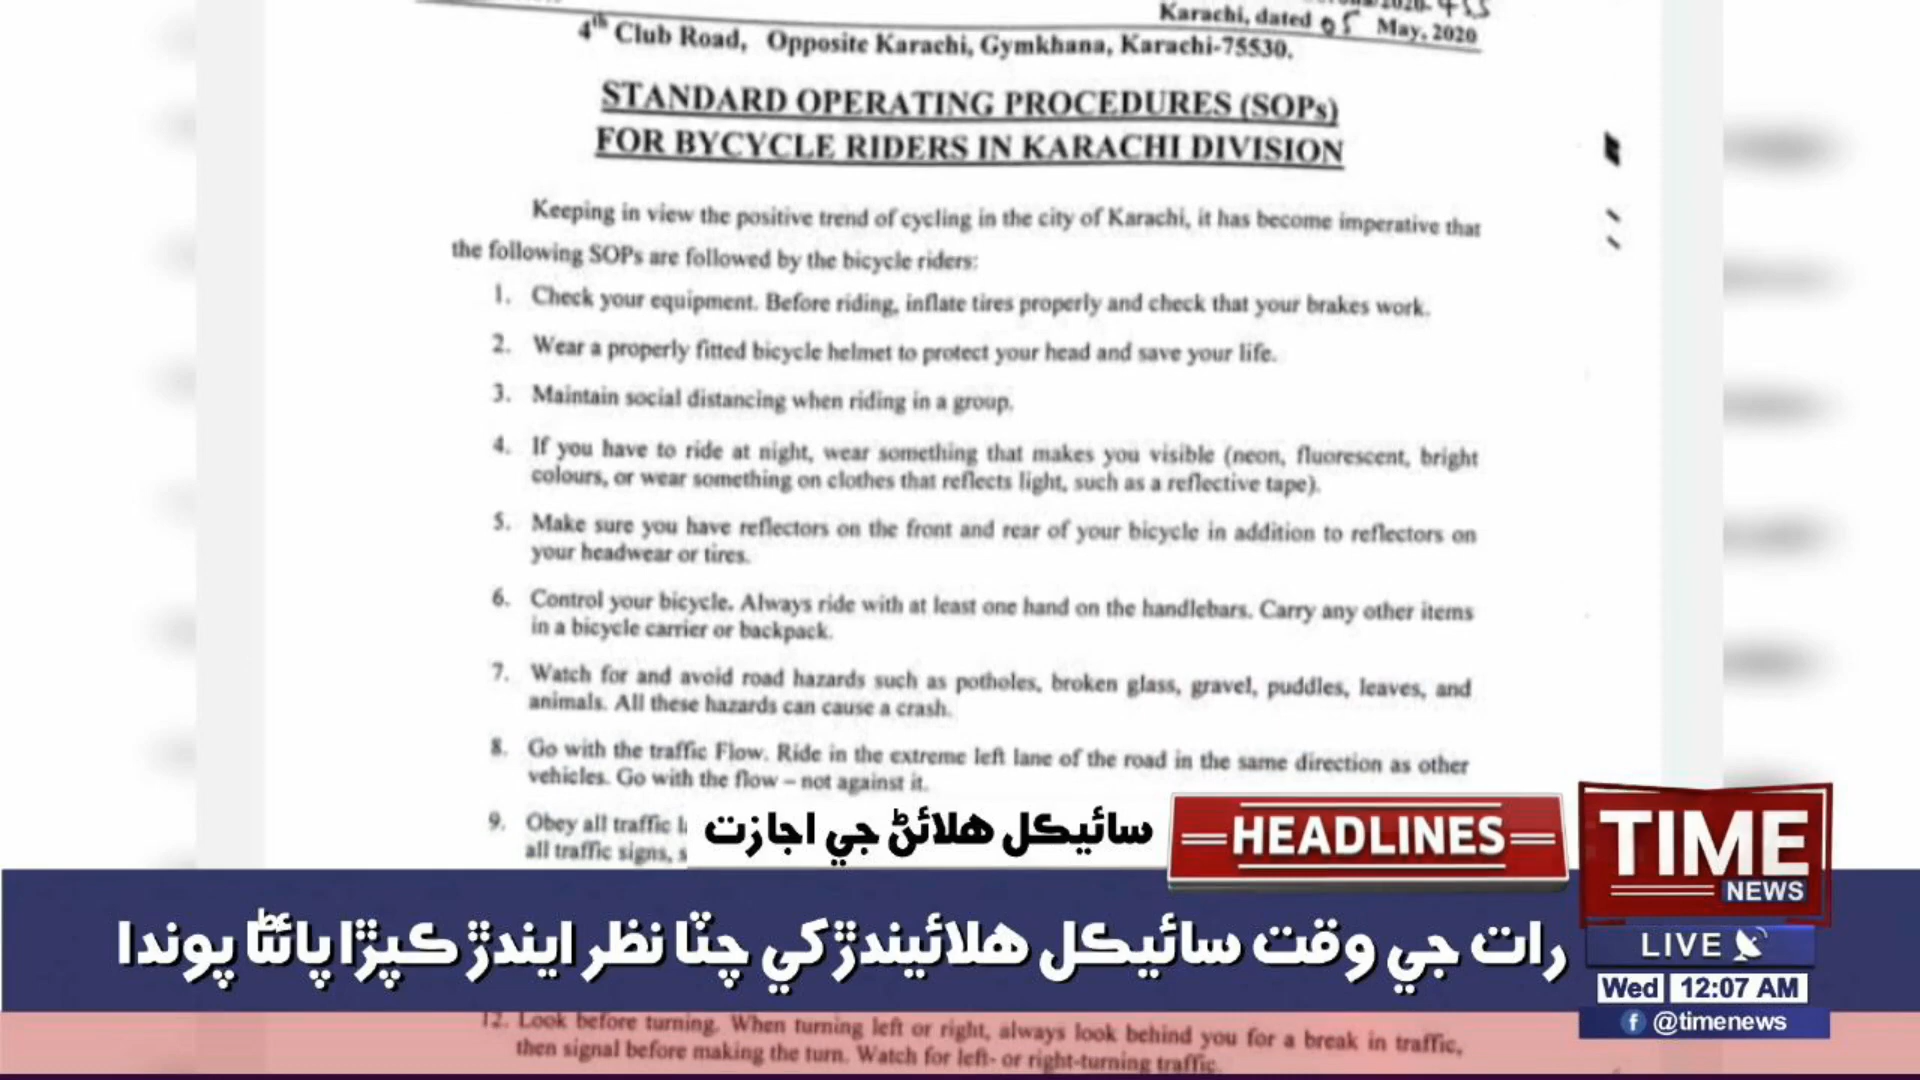 Karachi, dated 05 May, 2020
4th Club Road, Opposite Karachi, Gymkhana, Karachi-75530.
STANDARD OPERATING PROCEDURES (SOPs)
FOR BYCYCLE RIDERS IN KARACHI DIVISION
Keeping in view the positive trend of cycling in the city of Karachi, it has become imperative that
the following SOPs are followed by the bicycle riders:
1. Check your equipment. Before riding, inflate tires properly and check that your brakes work.
2. Wear a properly fitted bicycle helmet to protect your head and save your life.
3. Maintain social distancing when riding in a group.
4. If you have to ride at night, wear something that makes you visible (neon, fluorescent, bright
colours, or wear something on clothes that reflects light, such as a reflective tape).
5. Make sure you have reflectors on the front and rear of your bicycle in addition to reflectors on
your headwear or tires.
6. Control your bicycle. Always ride with at least one hand on the handlebars. Carry any other items
in a bicycle carrier or backpack.
7. Watch for and avoid road hazards such as potholes, broken glass, gravel, puddles, leaves, and
animals. All these hazards can cause a crash.
8. Go with the traffic Flow. Ride in the extreme left lane of the road in the same direction as other
vehicles. Go with the flow – not against it.
9. Obey all traffic
all traffic signs,
سائيڪل هلائڻ جي اجازت
HEADLINES
TIME
NEWS
رات جي وقت سائيڪل هلائيندڙ کي چٽا نظر ايندڙ ڪپڙا پائڻا پوندا
LIVE
Wed 12:07 AM
@timenews
12. Look before turning. When turning left or right, always look behind you for a break in traffic,
then signal before making the turn. Watch for left- or right-turning traffic.